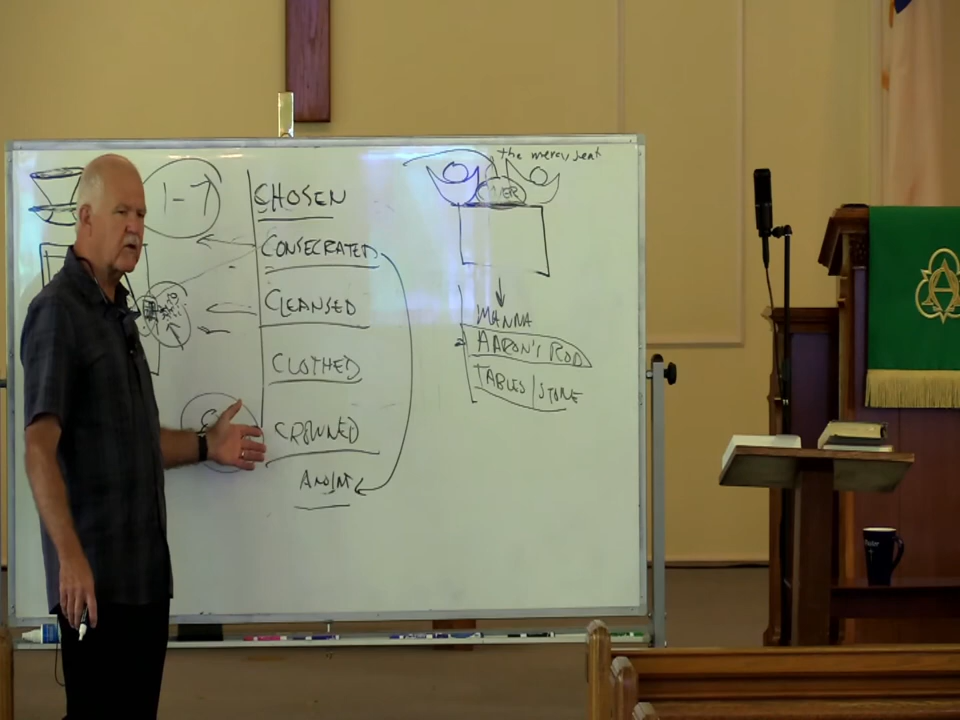 1-7
CHOSEN
CONSECRATED
CLEANSED
CLOTHED
CROWNED
ANOINT
the mercy seat
MANNA
AARON'S ROD
TABLES/STONE